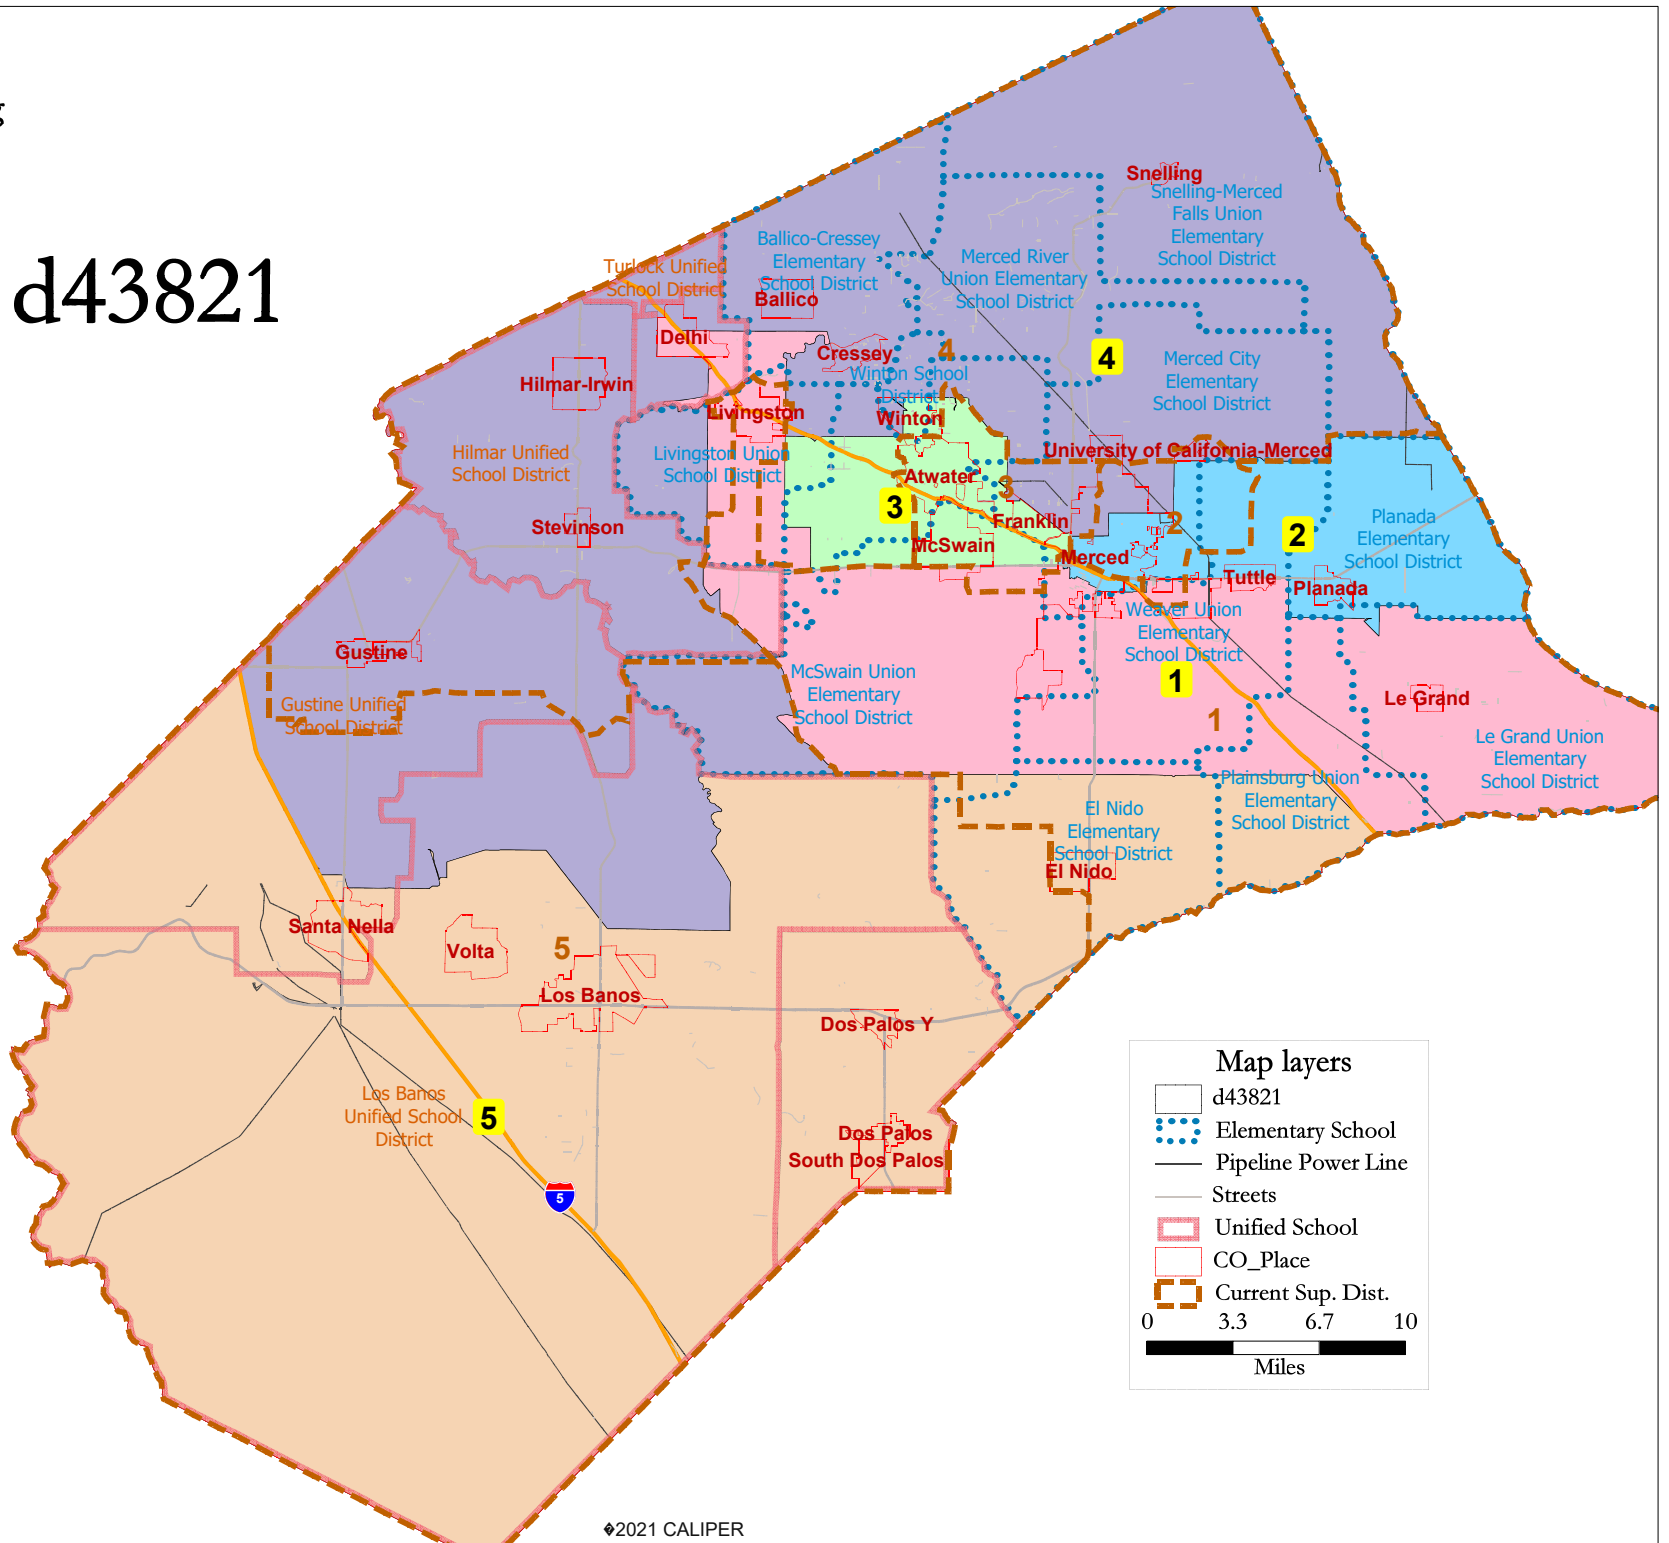 g
d43821
Snelling
Snelling-Merced
Falls Union
Elementary
School District
Ballico-Cressey
Elementary
School District
Merced River
Union Elementary
School District
Turlock Unified
School District
Ballico
Delhi
Cressey
4
4
Merced City
Elementary
School District
Winton School
District
Hilmar-Irwin
Livingston
Winton
Hilmar Unified
School District
Livingston Union
School District
University of California-Merced
Atwater
3
3
Franklin
2
2
Planada
Elementary
School District
Stevinson
McSwain
Merced
Tuttle
Planada
Weaver Union
Elementary
School District
Gustine
McSwain Union
Elementary
School District
1
1
Le Grand
Gustine Unified
School District
Le Grand Union
Elementary
School District
Plainsburg Union
Elementary
School District
El Nido
Elementary
School District
El Nido
Santa Nella
Volta
5
Los Banos
Dos Palos Y
Los Banos
Unified School
District
5
Dos Palos
South Dos Palos
5
Map layers
d43821
Elementary School
Pipeline Power Line
Streets
Unified School
CO_Place
Current Sup. Dist.
0 3.3 6.7 10
Miles
�2021 CALIPER